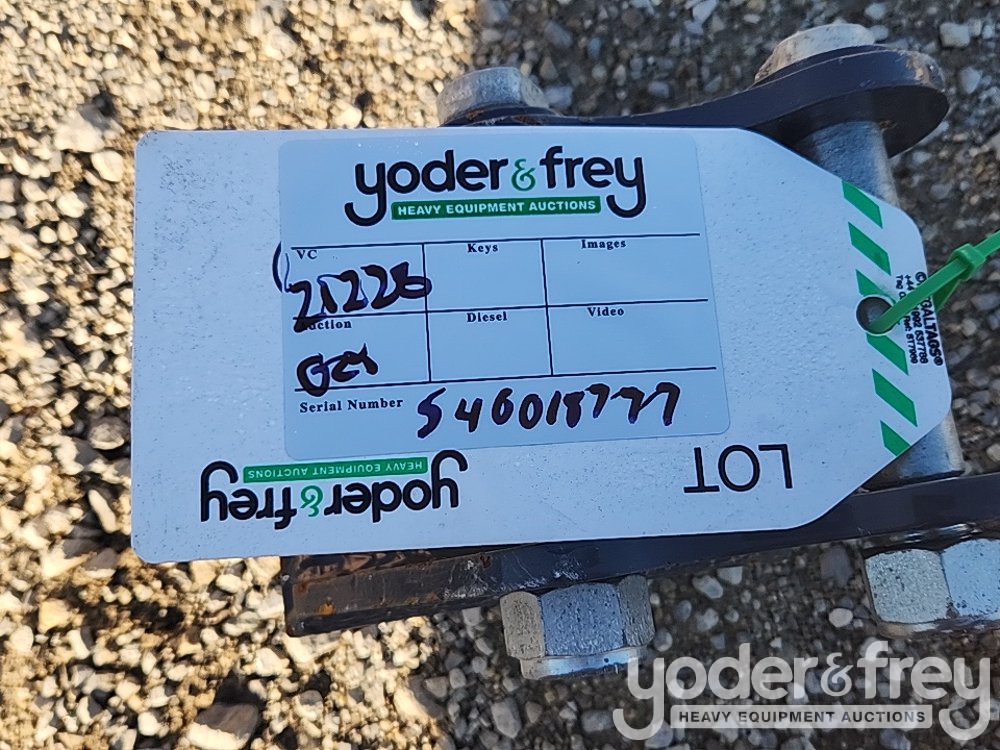 yoder & frey
HEAVY EQUIPMENT AUCTIONS
VC Keys Images
Auction Diesel Video
Serial Number S46018777
LOT
yoder & frey
HEAVY EQUIPMENT AUCTIONS
yoder & frey
HEAVY EQUIPMENT AUCTIONS